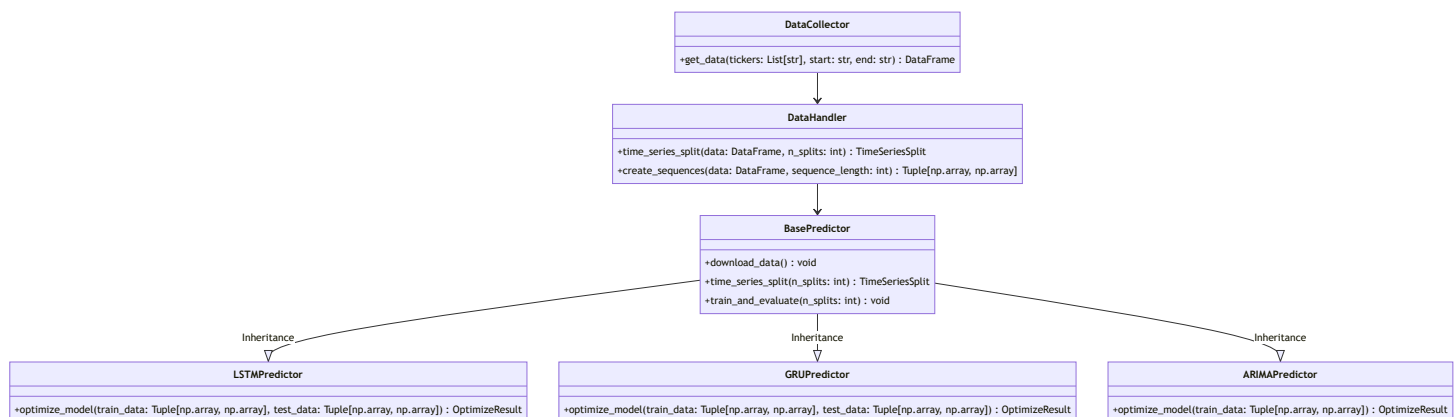 DataCollector
+get_data(tickers: List[str], start: str, end: str) : DataFrame
DataHandler
+time_series_split(data: DataFrame, n_splits: int) : TimeSeriesSplit
+create_sequences(data: DataFrame, sequence_length: int) : Tuple[np.array, np.array]
BasePredictor
+download_data() : void
+time_series_split(n_splits: int) : TimeSeriesSplit
+train_and_evaluate(n_splits: int) : void
Inheritance
Inheritance
Inheritance
LSTMPredictor
+optimize_model(train_data: Tuple[np.array, np.array], test_data: Tuple[np.array, np.array]) : OptimizeResult
GRUPredictor
+optimize_model(train_data: Tuple[np.array, np.array], test_data: Tuple[np.array, np.array]) : OptimizeResult
ARIMAPredictor
+optimize_model(train_data: Tuple[np.array, np.array]) : OptimizeResult